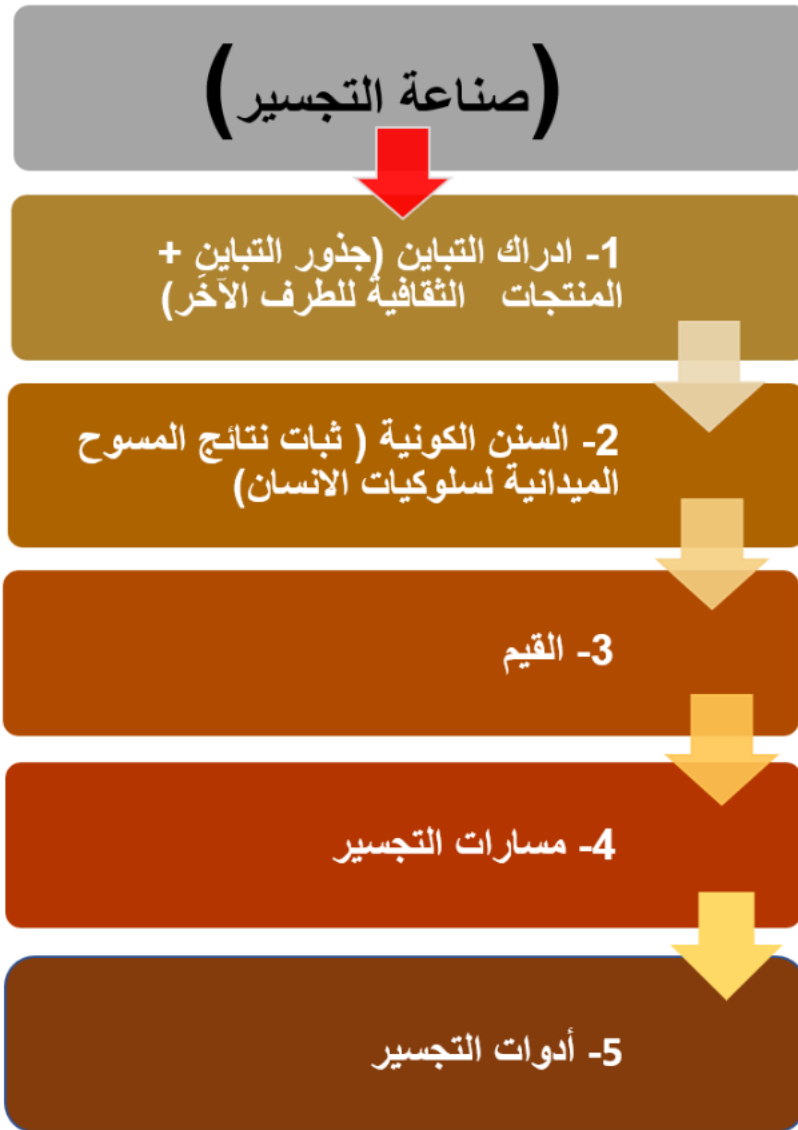 (صناعة التجسير)
1- ادراك التباين (جذور التباين +
المنتجات الثقافية للطرف الآخَر)
2- السنن الكونية ( ثبات نتائج المسوح
الميدانية لسلوكيات الانسان)
3- القيم
4- مسارات التجسير
5- أدوات التجسير